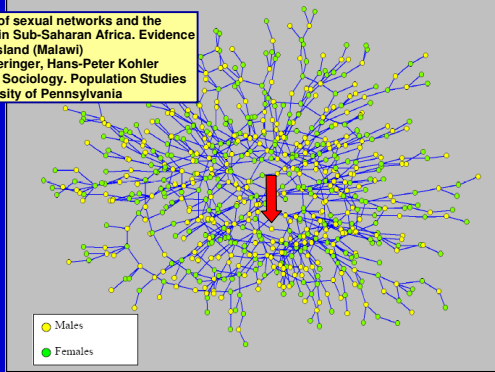 of sexual networks and the
in Sub-Saharan Africa. Evidence
sland (Malawi)
eringer, Hans-Peter Kohler
Sociology. Population Studies
sity of Pennsylvania
Males
Females